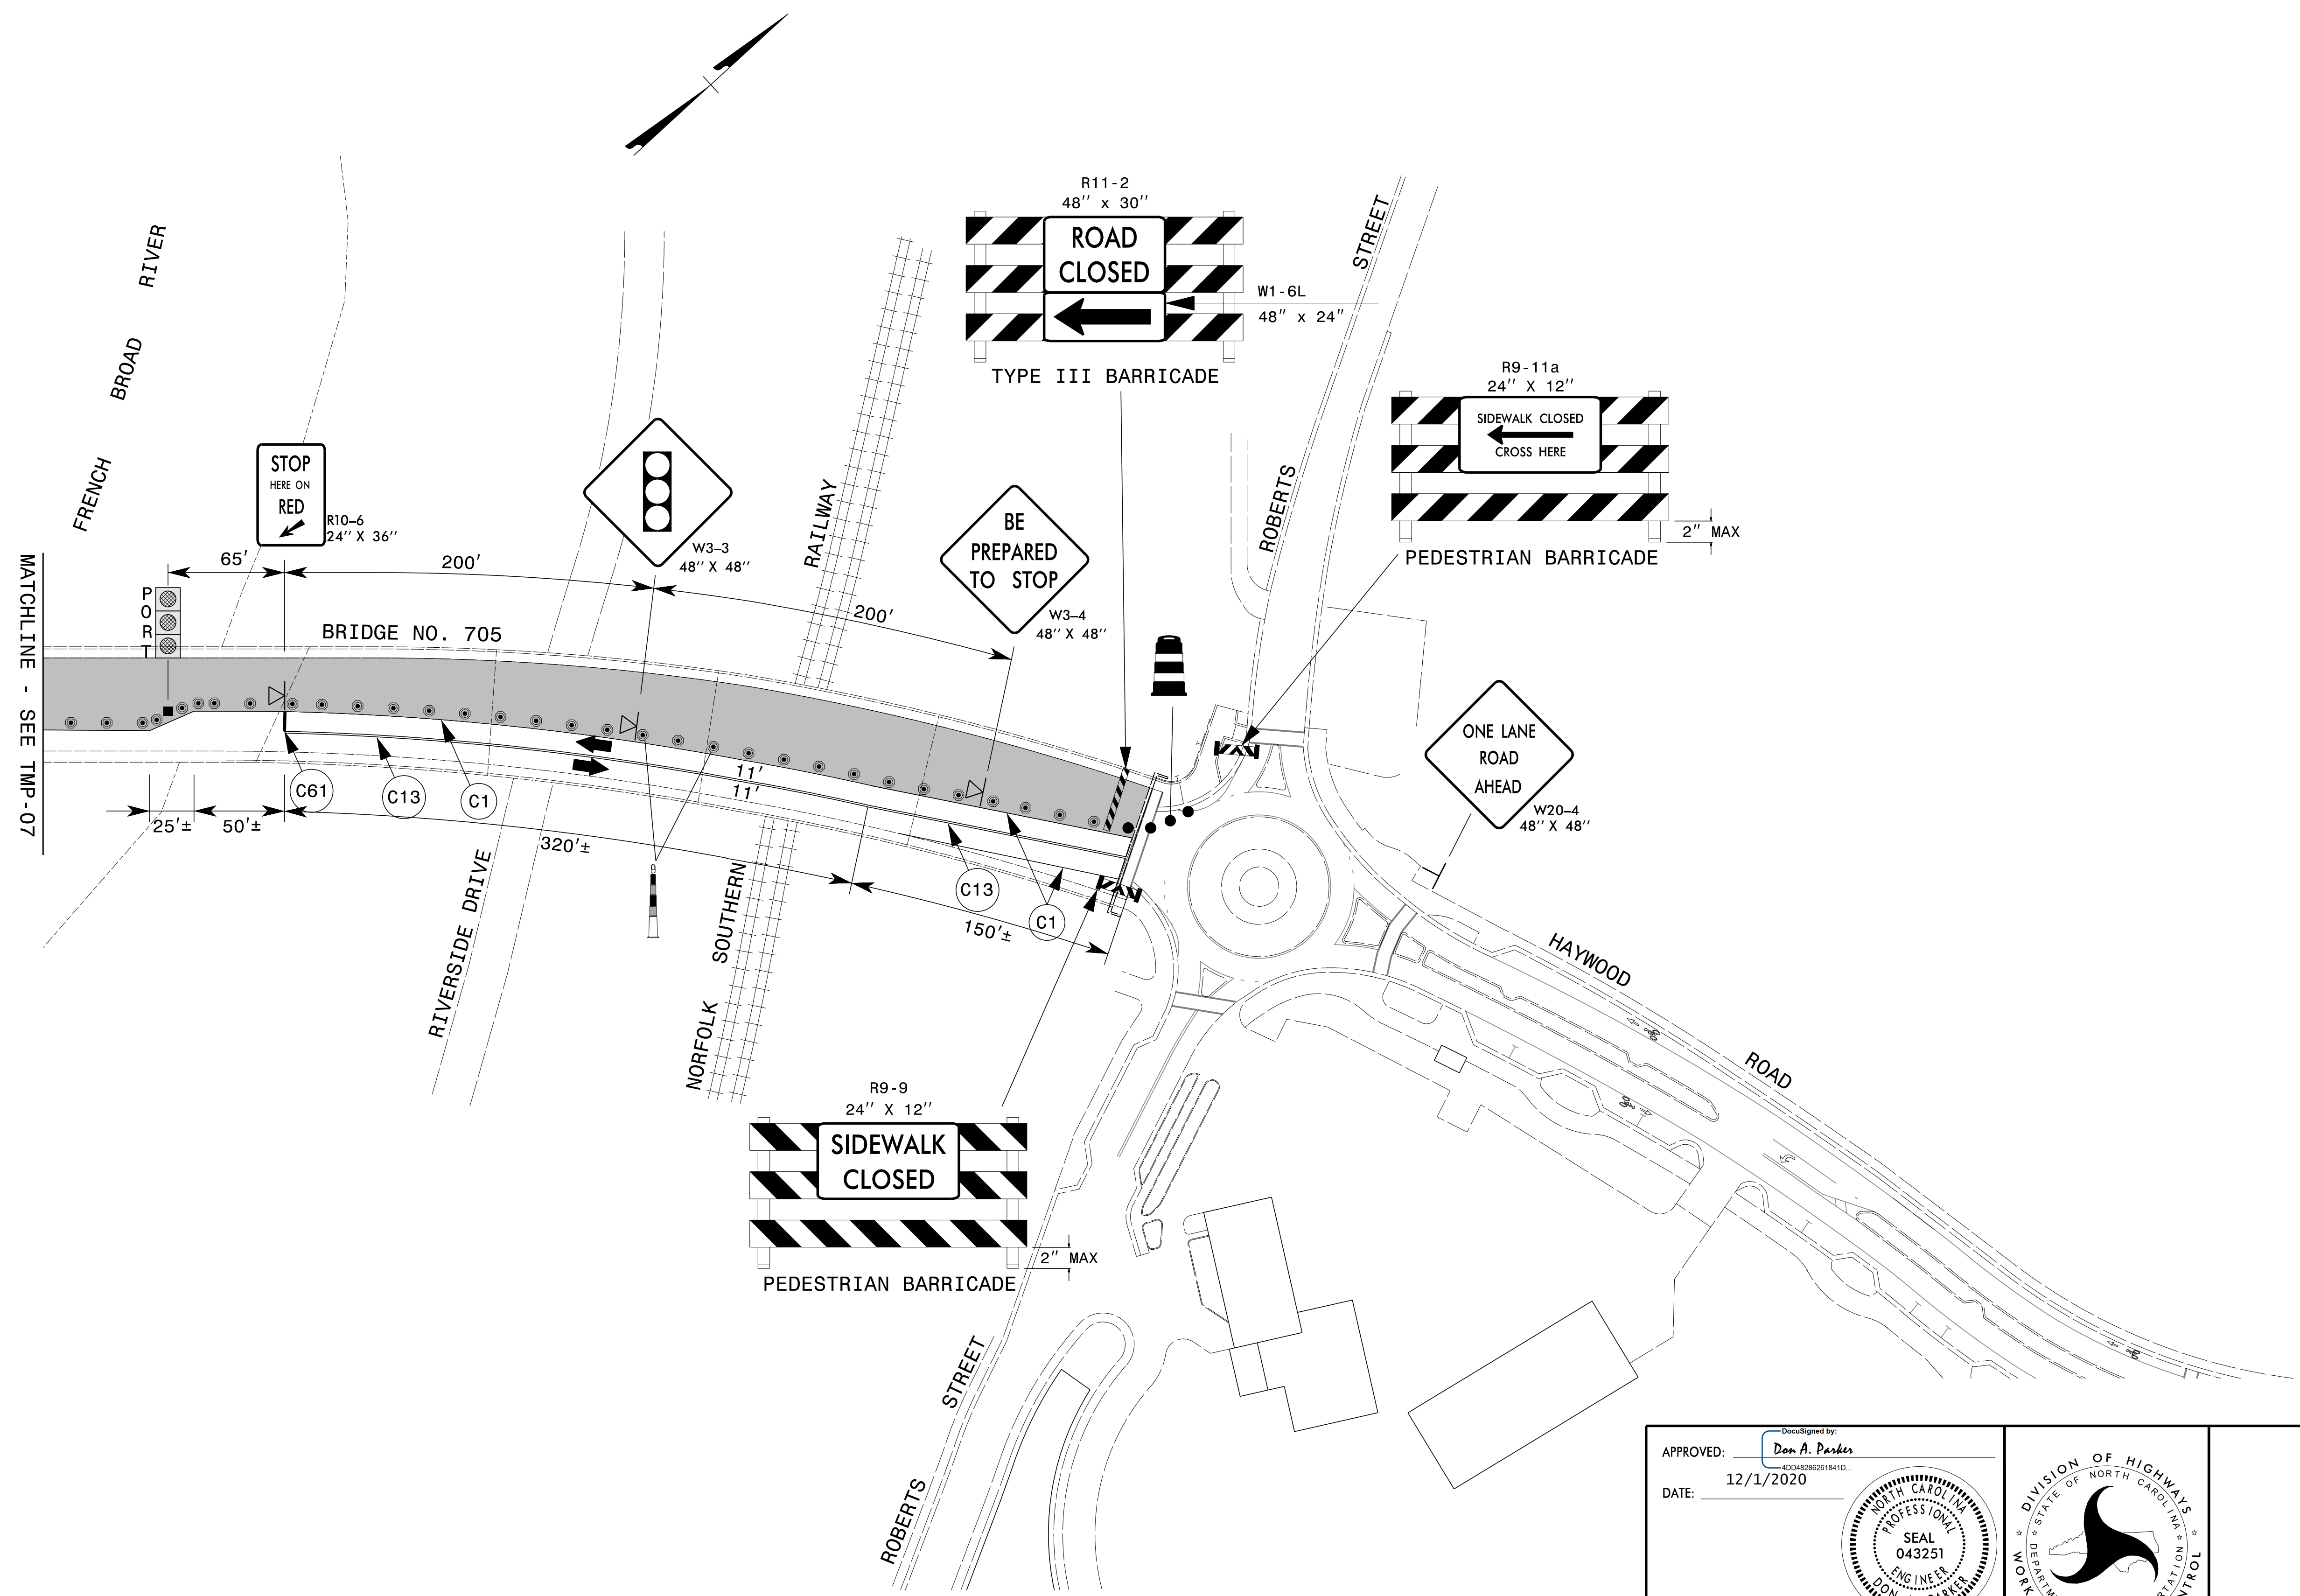 R11-2
48'' x 30''
ROAD
CLOSED
W1-6L
48" x 24"
TYPE III BARRICADE
STREET
ROBERTS
R9-11a
24'' X 12''
SIDEWALK CLOSED
CROSS HERE
2" MAX
PEDESTRIAN BARRICADE
FRENCH BROAD RIVER
STOP
HERE ON
RED
R10-6
24'' X 36''
65'
200'
W3-3
48'' X 48''
RAILWAY
BE
PREPARED
TO STOP
W3-4
48'' X 48''
200'
MATCHLINE - SEE TMP-07
PORT
BRIDGE NO. 705
ONE LANE
ROAD
AHEAD
W20-4
48'' X 48''
11'
11'
C61
C13
C1
25'±
50'±
320'±
C13
C1
150'±
RIVERSIDE DRIVE
NORFOLK SOUTHERN
HAYWOOD
ROAD
R9-9
24'' X 12''
SIDEWALK
CLOSED
2" MAX
PEDESTRIAN BARRICADE
ROBERTS STREET
APPROVED:
DocuSigned by:
Don A. Parker
4DD48286261841D...
DATE:
12/1/2020
NORTH CAROLINA
PROFESSIONAL
SEAL
043251
ENGINEER
DIVISION OF HIGHWAYS
STATE OF NORTH CAROLINA